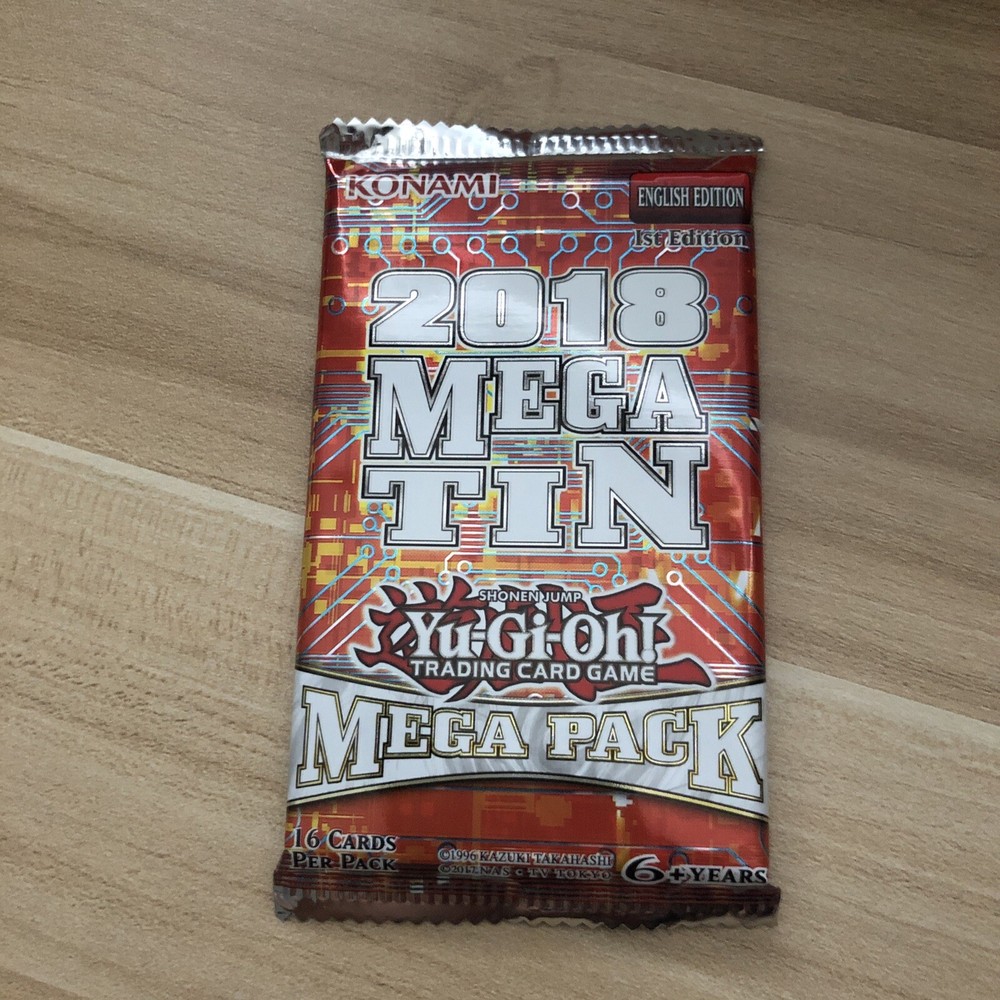 KONAMI
ENGLISH EDITION
1st Edition
2018
MEGA
TIN
SHONEN JUMP
Yu-Gi-Oh!
TRADING CARD GAME
MEGA PACK
16 CARDS
PER PACK
©1996 KAZUKI TAKAHASHI
NAS • TV TOKYO
6+YEARS